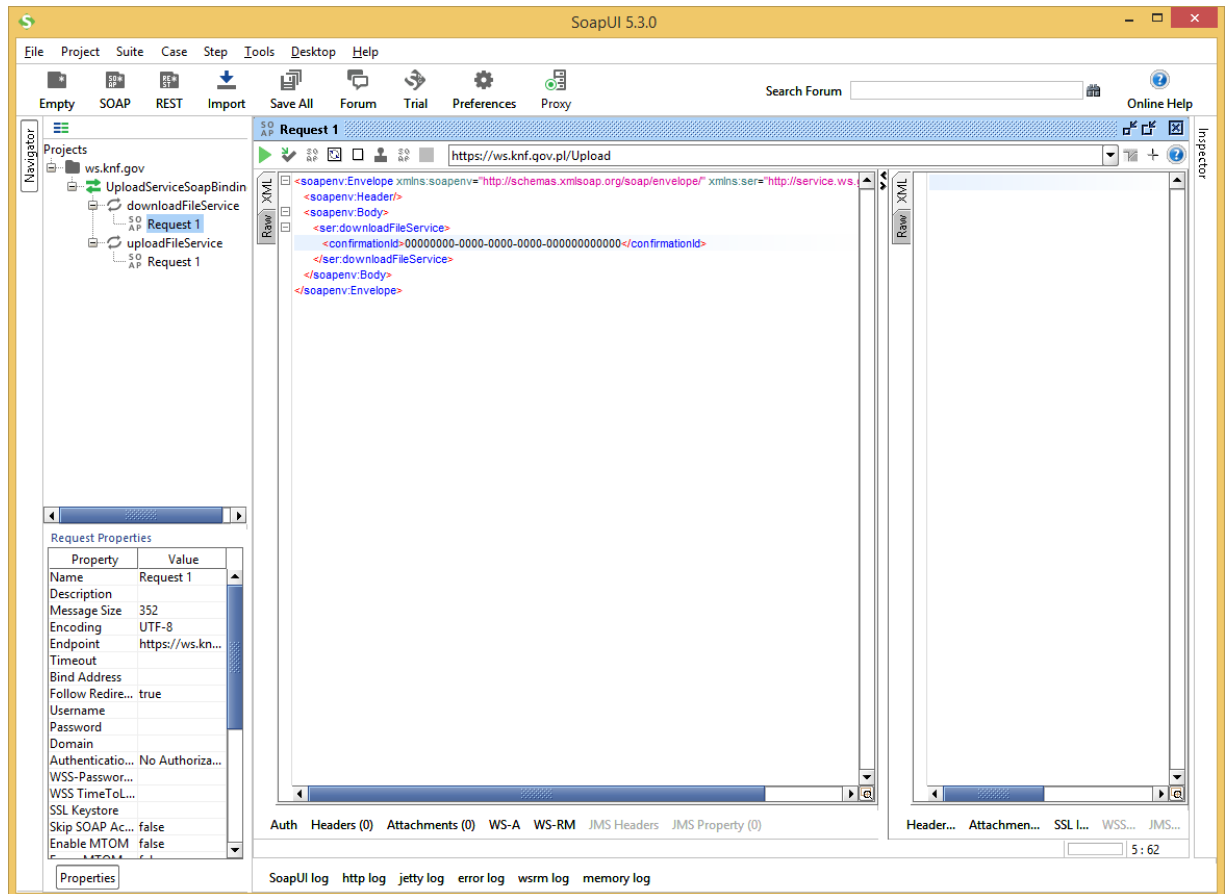 SoapUI 5.3.0
File Project Suite Case Step Tools Desktop Help
Empty SOAP REST Import Save All Forum Trial Preferences Proxy Search Forum Online Help
Navigator
Projects
ws.knf.gov
UploadServiceSoapBindin
downloadFileService
Request 1
uploadFileService
Request 1
Request Properties
Property Value
Name Request 1
Description
Message Size 352
Encoding UTF-8
Endpoint https://ws.kn...
Timeout
Bind Address
Follow Redire... true
Username
Password
Domain
Authenticatio... No Authoriza...
WSS-Passwor...
WSS TimeToL...
SSL Keystore
Skip SOAP Ac... false
Enable MTOM false
Properties
Request 1
https://ws.knf.gov.pl/Upload
XML
Raw
<soapenv:Envelope xmlns:soapenv="http://schemas.xmlsoap.org/soap/envelope/" xmlns:ser="http://service.ws.g
<soapenv:Header/>
<soapenv:Body>
<ser:downloadFileService>
<confirmationId>00000000-0000-0000-0000-000000000000</confirmationId>
</ser:downloadFileService>
</soapenv:Body>
</soapenv:Envelope>
Auth Headers (0) Attachments (0) WS-A WS-RM JMS Headers JMS Property (0)
XML
Raw
Header... Attachmen... SSL I... WSS... JMS...
5 : 62
Inspector
SoapUI log http log jetty log error log wsrm log memory log